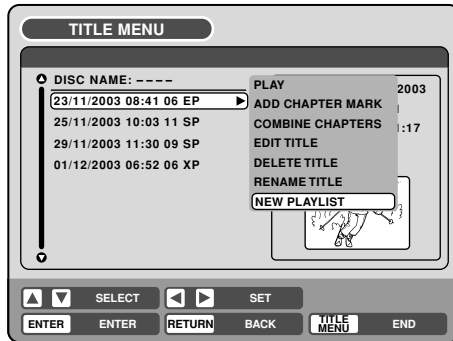 TITLE MENU
DISC NAME: – – – –
23/11/2003 08:41 06 EP
25/11/2003 10:03 11 SP
29/11/2003 11:30 09 SP
01/12/2003 06:52 06 XP
PLAY
ADD CHAPTER MARK
COMBINE CHAPTERS
EDIT TITLE
DELETE TITLE
RENAME TITLE
NEW PLAYLIST
2003
:17
SELECT
SET
ENTER ENTER
RETURN BACK
TITLE MENU END